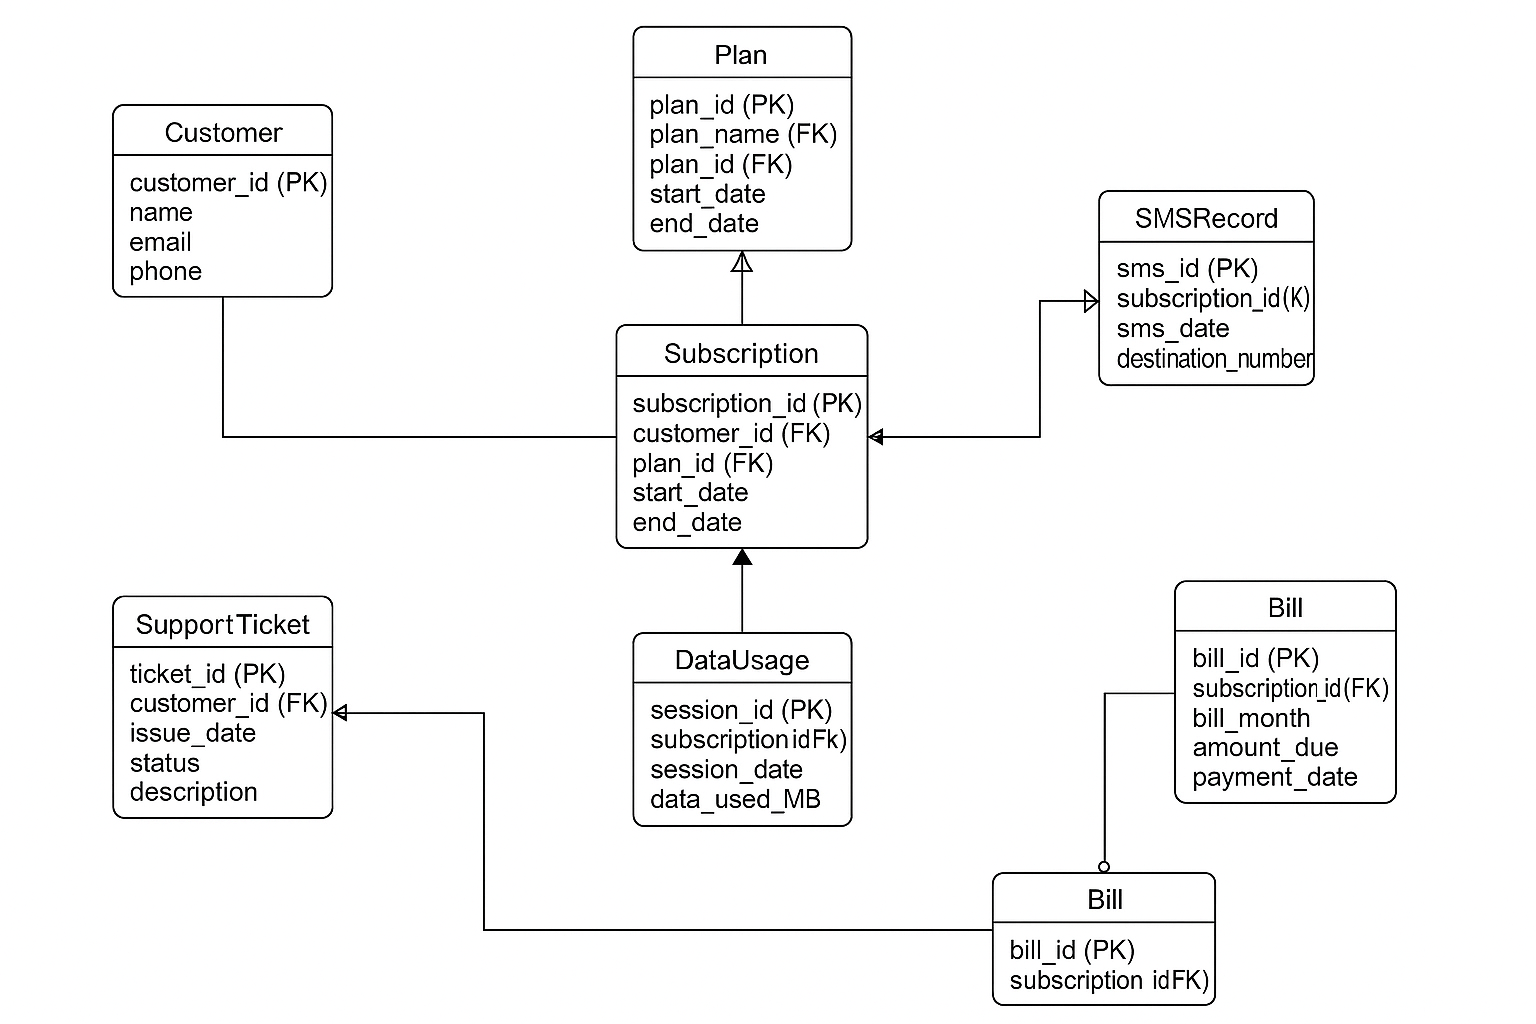 Plan
plan_id (PK)
plan_name (FK)
plan_id (FK)
start_date
end_date
Customer
customer_id (PK)
name
email
phone
SMSRecord
sms_id (PK)
subscription_id(K)
sms_date
destination_number
Subscription
subscription_id (PK)
customer_id (FK)
plan_id (FK)
start_date
end_date
SupportTicket
ticket_id (PK)
customer_id (FK)
issue_date
status
description
DataUsage
session_id (PK)
subscription idFk)
session_date
data_used_MB
Bill
bill_id (PK)
subscription_id(FK)
bill_month
amount_due
payment_date
Bill
bill_id (PK)
subscription idFK)